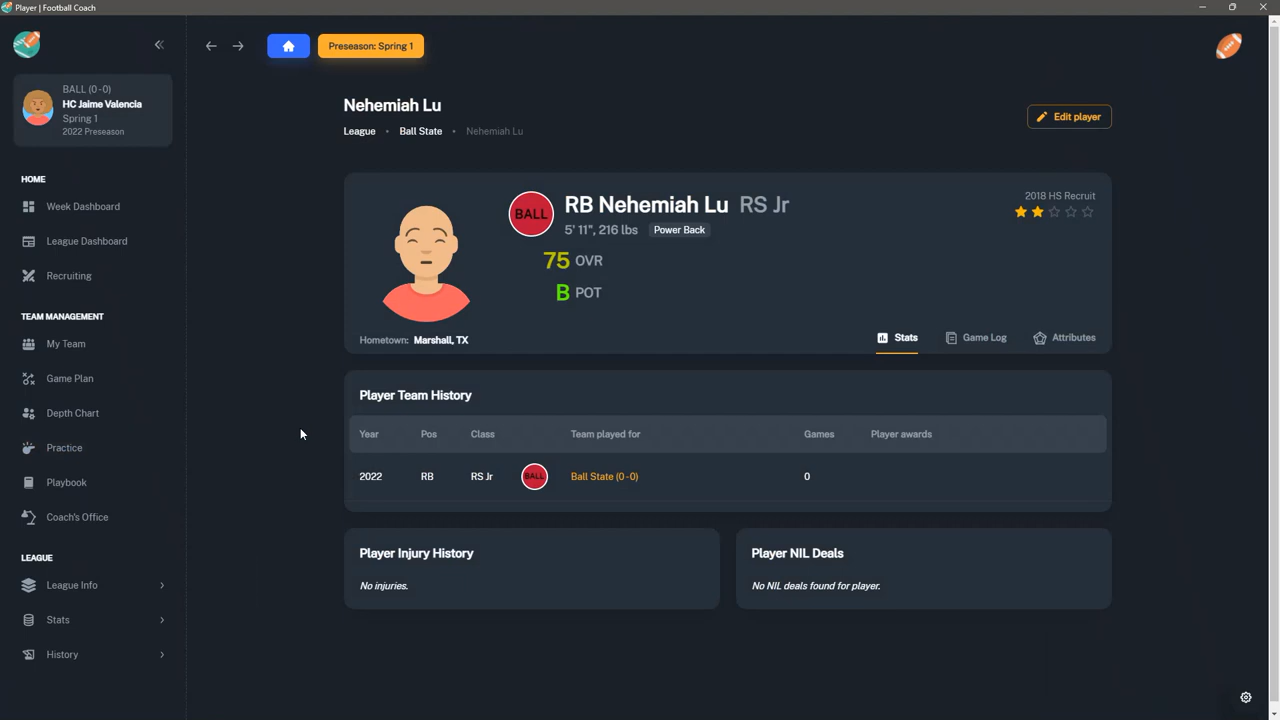 Player | Football Coach
BALL (0-0)
HC Jaime Valencia
Spring 1
2022 Preseason
HOME
Week Dashboard
League Dashboard
Recruiting
TEAM MANAGEMENT
My Team
Game Plan
Depth Chart
Practice
Playbook
Coach's Office
LEAGUE
League Info
Stats
History
Preseason: Spring 1
Nehemiah Lu
League • Ball State • Nehemiah Lu
Edit player
BALL
RB Nehemiah Lu RS Jr
5' 11", 216 lbs Power Back
75 OVR
B POT
2018 HS Recruit
Hometown: Marshall, TX
Stats Game Log Attributes
Player Team History
Year Pos Class Team played for Games Player awards
2022 RB RS Jr BALL Ball State (0-0) 0
Player Injury History
No injuries.
Player NIL Deals
No NIL deals found for player.